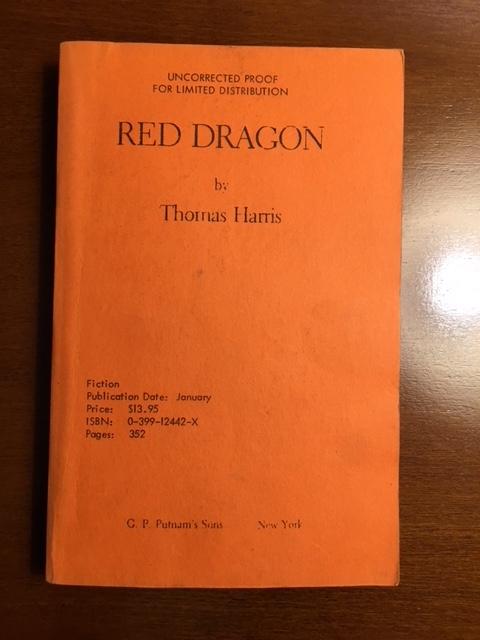 UNCORRECTED PROOF
FOR LIMITED DISTRIBUTION
RED DRAGON
by
Thomas Harris
Fiction
Publication Date: January
Price: $13.95
ISBN: 0-399-12442-X
Pages: 352
G. P. Putnam's Sons New York